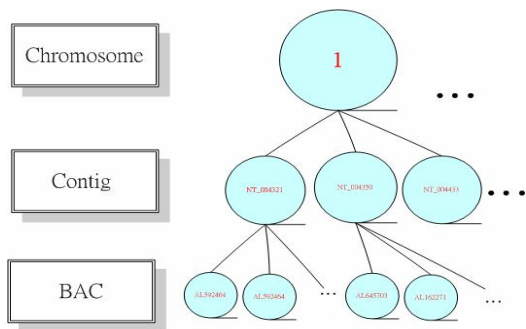 Chromosome
1
...
Contig
NT_004321
NT_004350
NT_004433
...
BAC
AL592464
AL592464
...
AL645703
AL162271
...